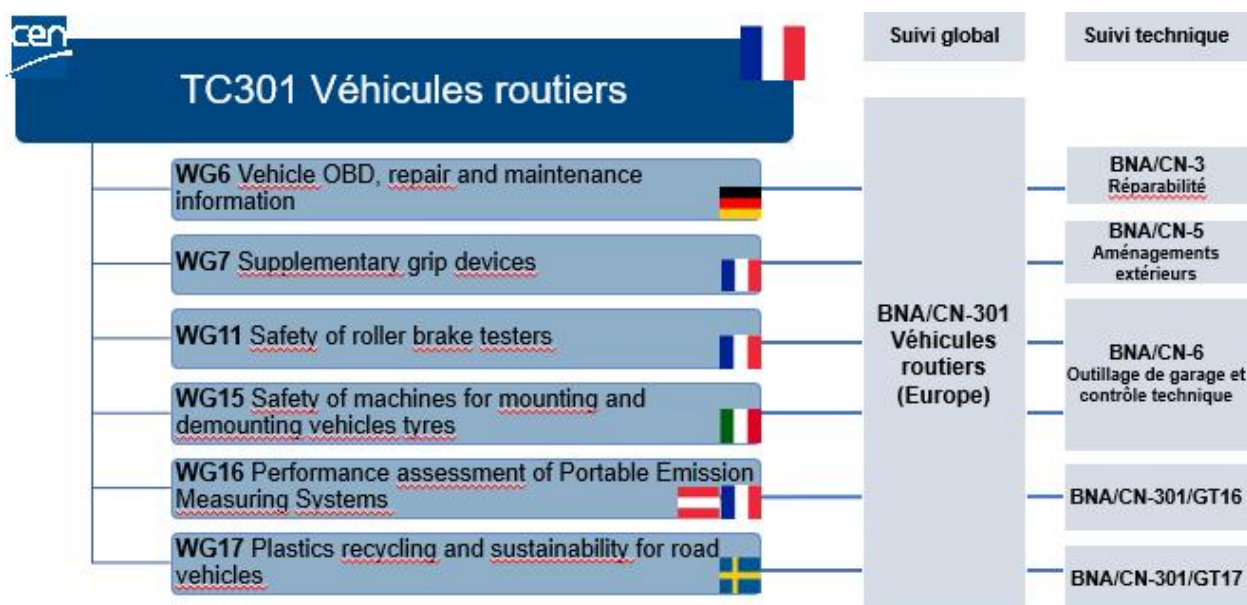 cen
TC301 Véhicules routiers
Suivi global
Suivi technique
WG6 Vehicle OBD, repair and maintenance
information
WG7 Supplementary grip devices
WG11 Safety of roller brake testers
WG15 Safety of machines for mounting and
demounting vehicles tyres
WG16 Performance assessment of Portable Emission
Measuring Systems
WG17 Plastics recycling and sustainability for road
vehicles
BNA/CN-301
Véhicules
routiers
(Europe)
BNA/CN-3
Réparabilité
BNA/CN-5
Aménagements
extérieurs
BNA/CN-6
Outillage de garage et
contrôle technique
BNA/CN-301/GT16
BNA/CN-301/GT17